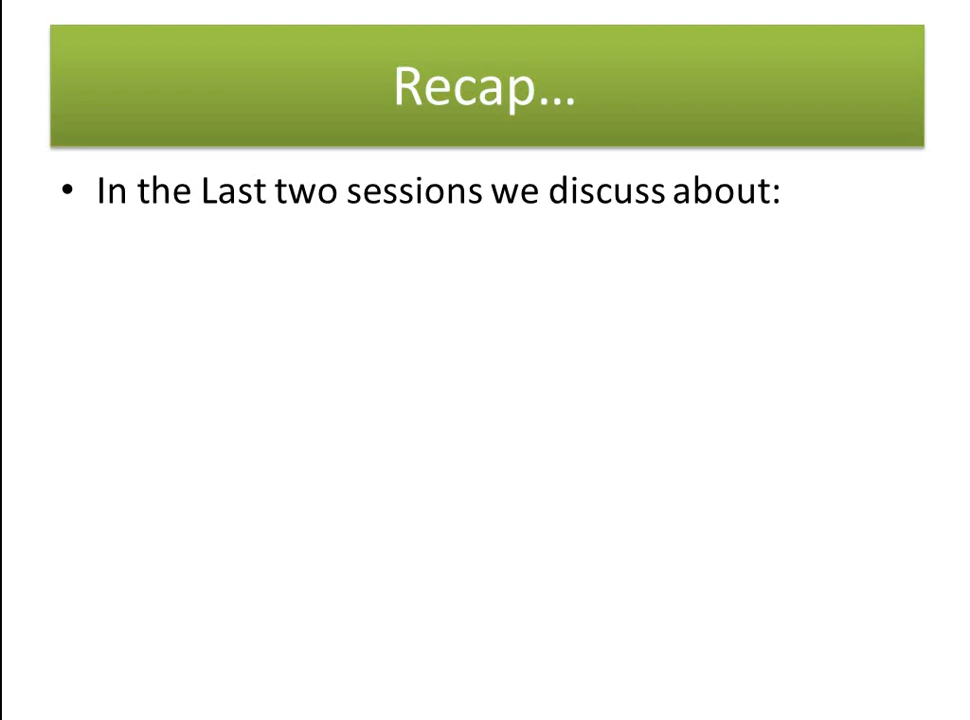 Recap...
• In the Last two sessions we discuss about: